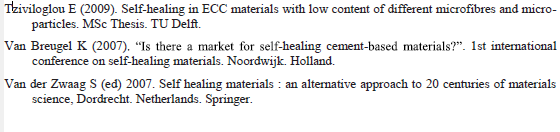 Tziviloglou E (2009). Self-healing in ECC materials with low content of different microfibres and micro-
particles. MSc Thesis. TU Delft.
Van Breugel K (2007). “Is there a market for self-healing cement-based materials?”. 1st international
conference on self-healing materials. Noordwijk. Holland.
Van der Zwaag S (ed) 2007. Self healing materials : an alternative approach to 20 centuries of materials
science, Dordrecht. Netherlands. Springer.